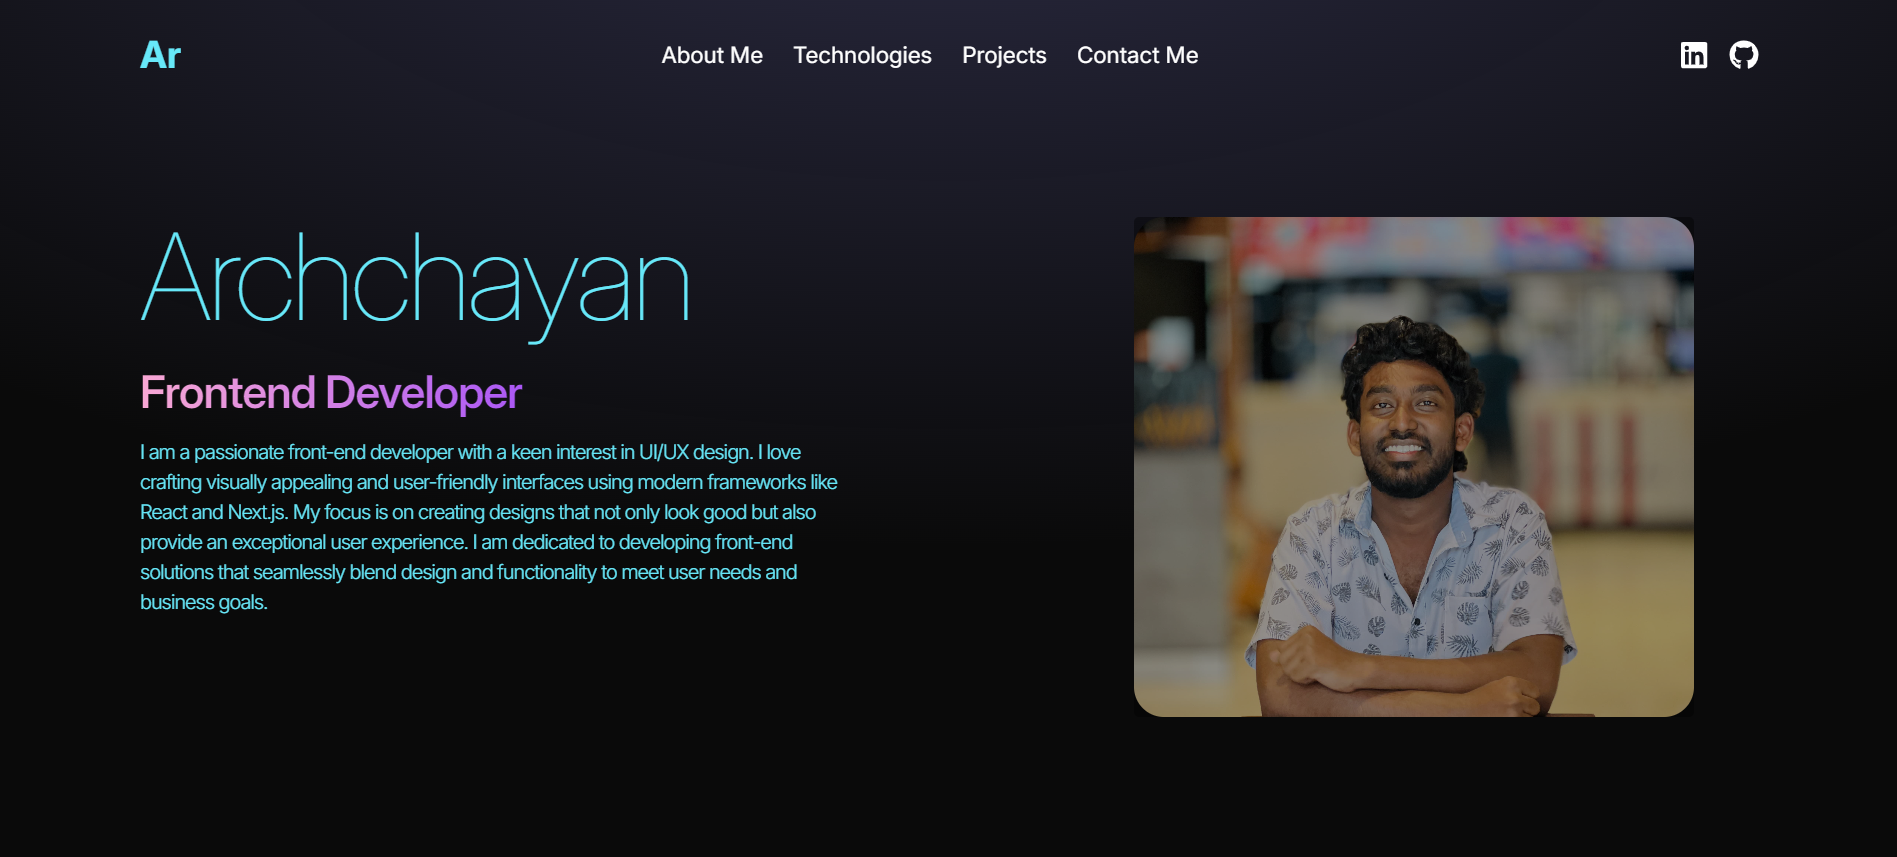 Ar
About Me Technologies Projects Contact Me
in
Archchayan
Frontend Developer
I am a passionate front-end developer with a keen interest in UI/UX design. I love
crafting visually appealing and user-friendly interfaces using modern frameworks like
React and Next.js. My focus is on creating designs that not only look good but also
provide an exceptional user experience. I am dedicated to developing front-end
solutions that seamlessly blend design and functionality to meet user needs and
business goals.